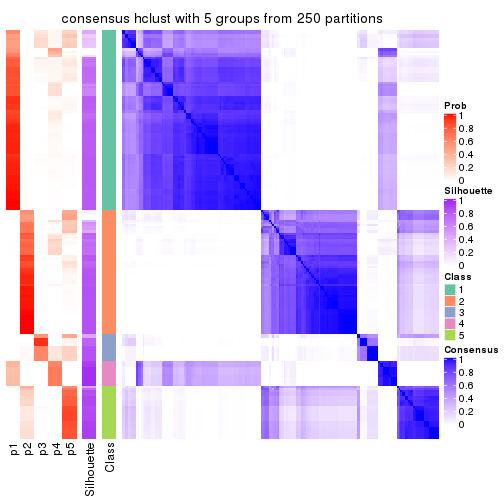 consensus hclust with 5 groups from 250 partitions
Prob
1
0.8
0.6
0.4
0.2
0
Silhouette
1
0.8
0.6
0.4
0.2
0
Class
1
2
3
4
5
Consensus
1
0.8
0.6
0.4
0.2
0
p1
p2
p3
p4
p5
Silhouette
Class